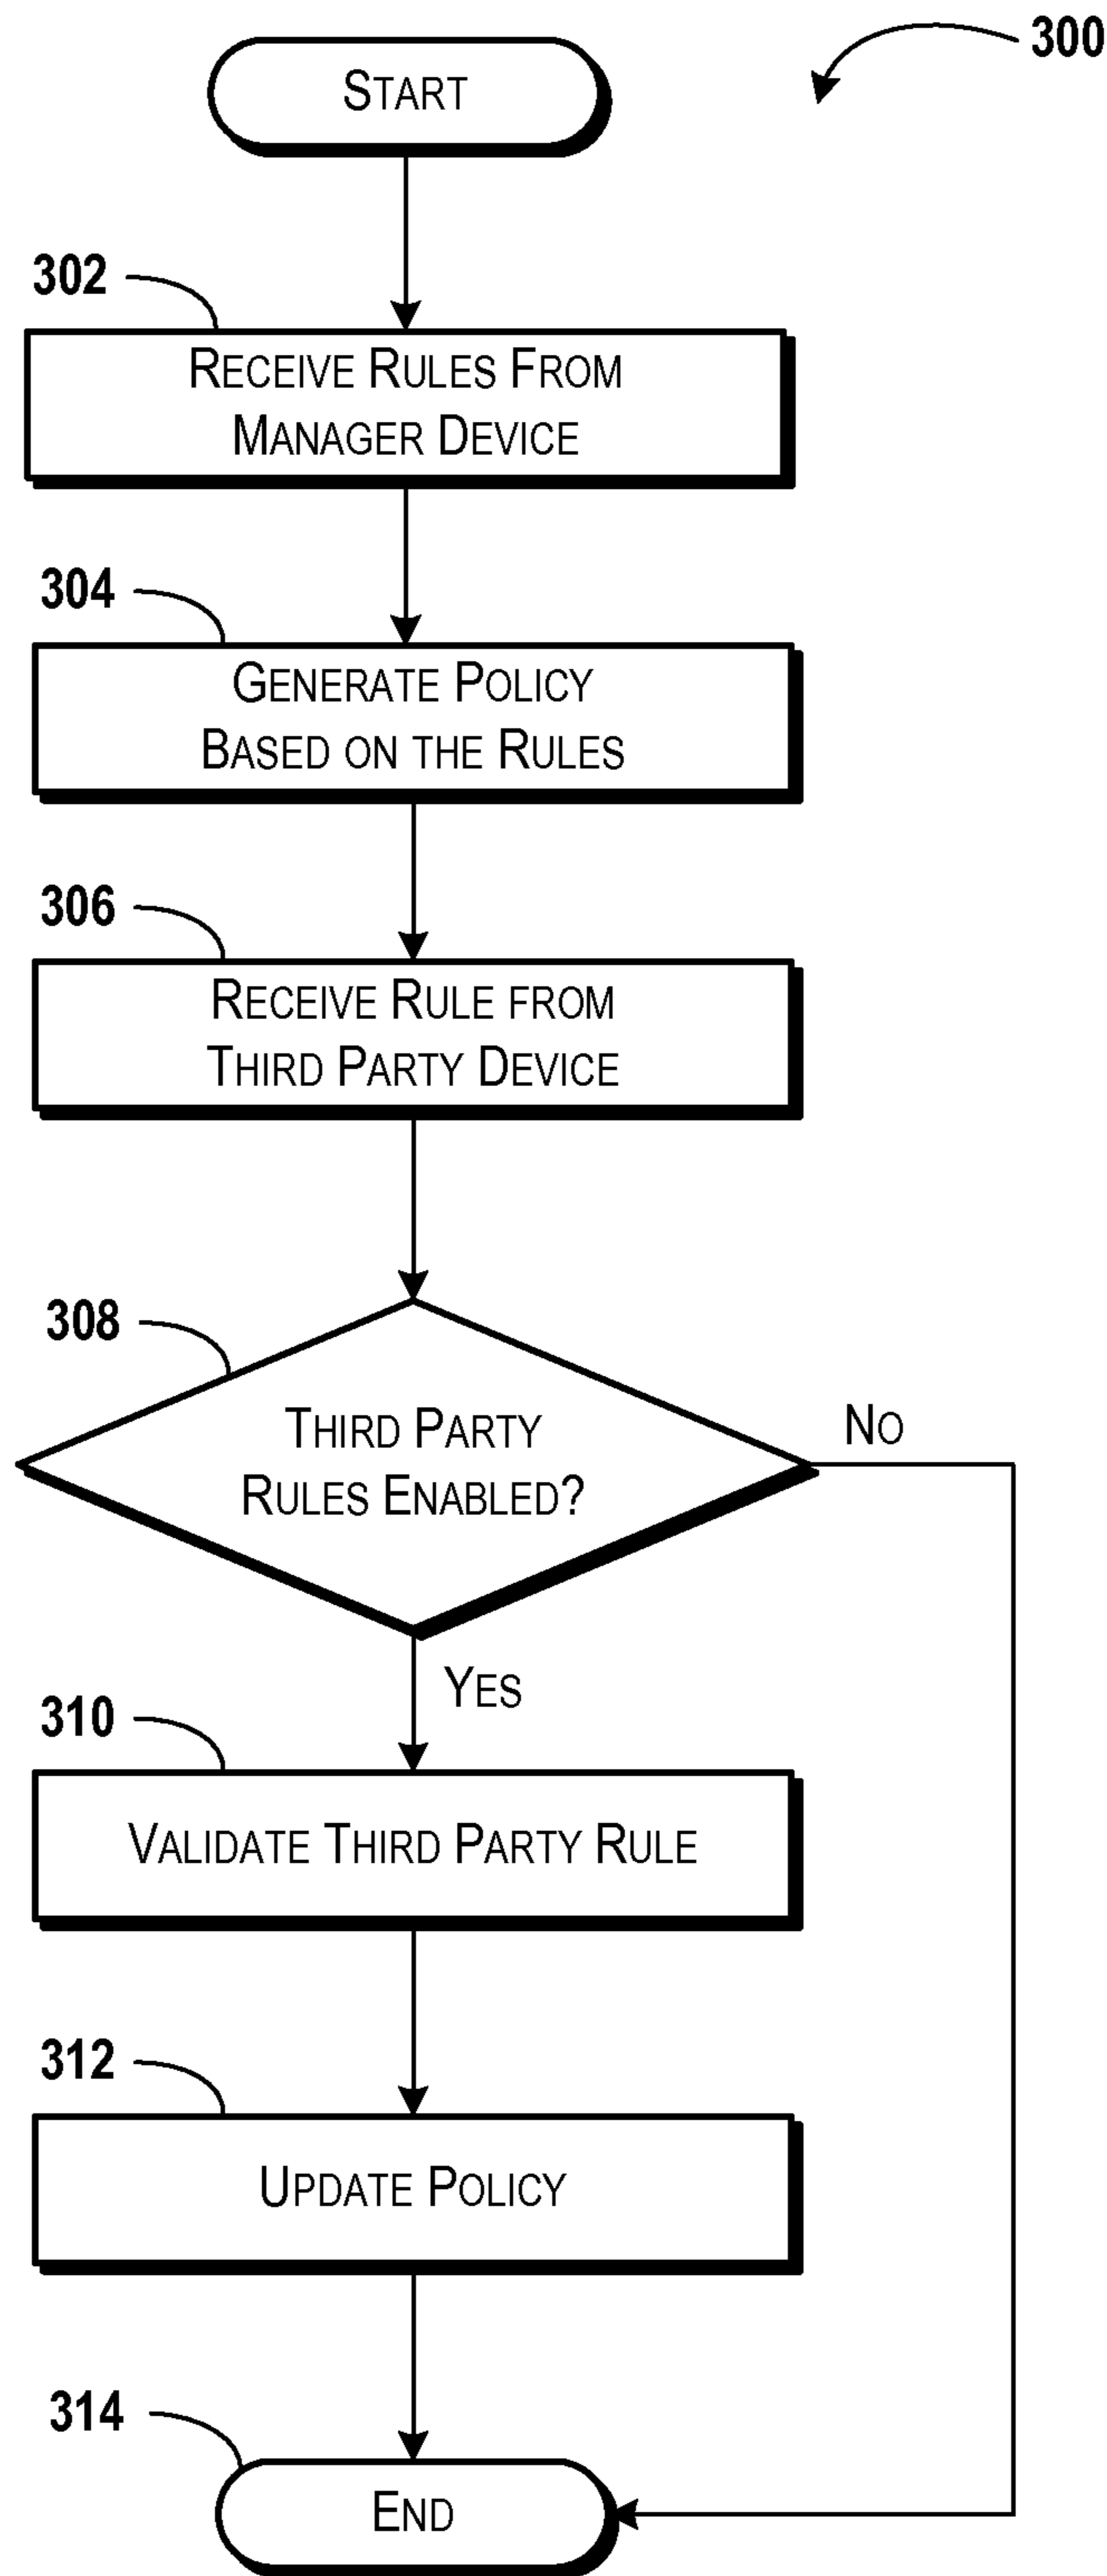 300
START
302
RECEIVE RULES FROM
MANAGER DEVICE
304
GENERATE POLICY
BASED ON THE RULES
306
RECEIVE RULE FROM
THIRD PARTY DEVICE
308
THIRD PARTY
RULES ENABLED?
NO
YES
310
VALIDATE THIRD PARTY RULE
312
UPDATE POLICY
314
END